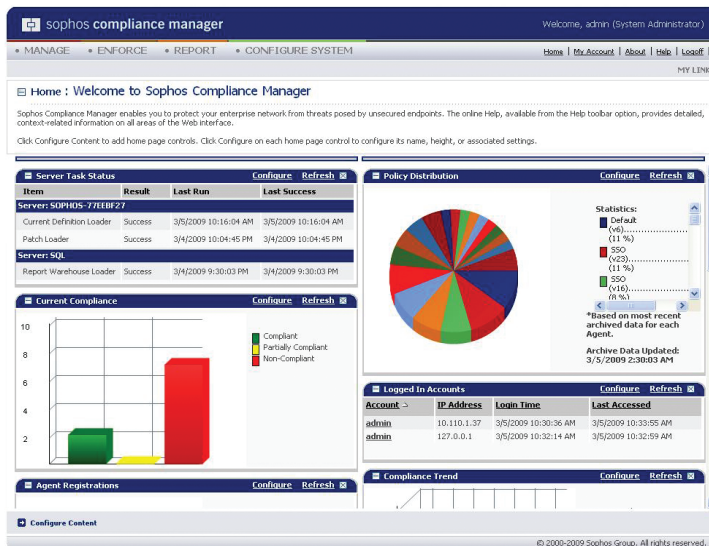 sophos compliance manager
Welcome, admin (System Administrator)
• MANAGE • ENFORCE • REPORT • CONFIGURE SYSTEM
Home | My Account | About | Help | Logoff
MY LINK
Home : Welcome to Sophos Compliance Manager
Sophos Compliance Manager enables you to protect your enterprise network from threats posed by unsecured endpoints. The online Help, available from the Help toolbar option, provides detailed,
context-related information on all areas of the Web interface.
Click Configure Content to add home page controls. Click Configure on each home page control to configure its name, height, or associated settings.
Server Task Status Configure Refresh
Item Result Last Run Last Success
Server: SOPHOS-77EEBF27
Current Definition Loader Success 3/5/2009 10:16:04 AM 3/5/2009 10:16:04 AM
Patch Loader Success 3/4/2009 10:04:45 PM 3/4/2009 10:04:45 PM
Server: SQL
Report Warehouse Loader Success 3/4/2009 9:30:03 PM 3/4/2009 9:30:03 PM
Current Compliance Configure Refresh
10
8
6
4
2
Compliant
Partially Compliant
Non-Compliant
Agent Registrations Configure Refresh
Policy Distribution Configure Refresh
Statistics:
Default
(v6)..................
(11 %)
SSO
(v23)................
(11 %)
SSO
(v16)................
(8 %)
*Based on most recent
archived data for each
Agent.
Archive Data Updated:
3/5/2009 2:30:03 AM
Logged In Accounts Configure Refresh
Account IP Address Login Time Last Accessed
admin 10.110.1.37 3/5/2009 10:30:36 AM 3/5/2009 10:33:55 AM
admin 127.0.0.1 3/5/2009 10:32:14 AM 3/5/2009 10:32:59 AM
Compliance Trend Configure Refresh
Configure Content
© 2000-2009 Sophos Group. All rights reserved.